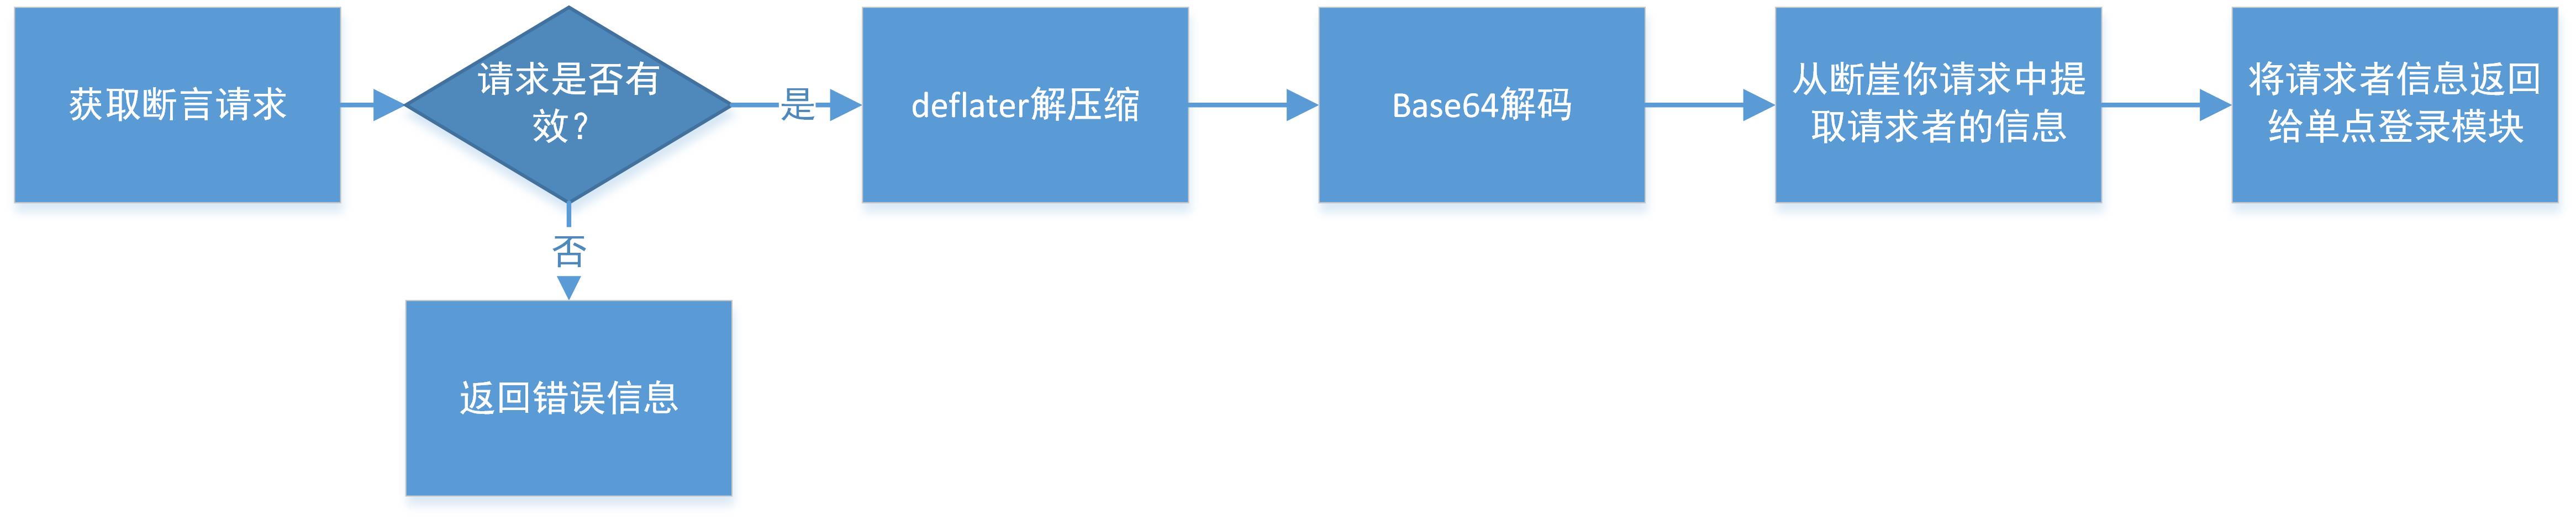 获取断言请求
请求是否有
效?
是
deflater解压缩
Base64解码
从断崖你请求中提
取请求者的信息
将请求者信息返回
给单点登录模块
否
返回错误信息